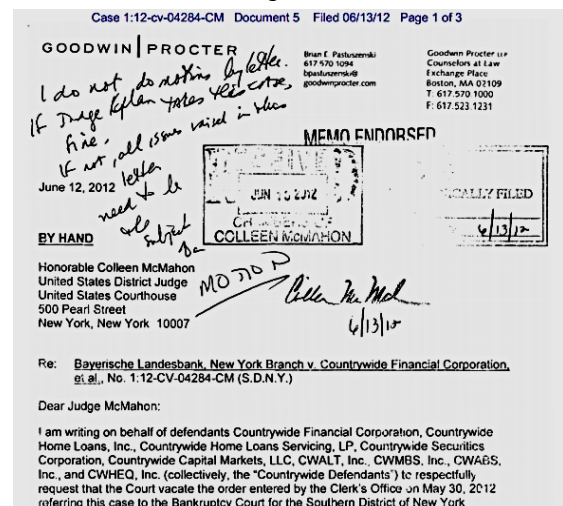 Case 1:12-cv-04284-CM Document 5 Filed 06/13/12 Page 1 of 3
GOODWIN PROCTER
Brian E. Pastuszenski
617.570.1094
bpastuszenski@
goodwinprocter.com
Goodwin Procter LLP
Counselors at Law
Exchange Place
Boston, MA 02109
T: 617.570.1000
F: 617.523.1231
I do not do motions by letter.
If Judge Kaplan takes this case,
fine.
If not, all issues raised in this
letter
need to be
the
subject
of a
MOTION
MEMO ENDORSED
JUN 13 2012
CHAMBERS OF
COLLEEN McMAHON
ICALLY FILED
6/13/12
June 12, 2012
BY HAND
Honorable Colleen McMahon
United States District Judge
United States Courthouse
500 Pearl Street
New York, New York 10007
Colleen McMahon
6/13/12
Re: Bayerische Landesbank, New York Branch v. Countrywide Financial Corporation,
et al., No. 1:12-CV-04284-CM (S.D.N.Y.)
Dear Judge McMahon:
I am writing on behalf of defendants Countrywide Financial Corporation, Countrywide
Home Loans, Inc., Countrywide Home Loans Servicing, LP, Countrywide Securities
Corporation, Countrywide Capital Markets, LLC, CWALT, Inc., CWMBS, Inc., CWABS,
Inc., and CWHEQ, Inc. (collectively, the "Countrywide Defendants") to respectfully
request that the Court vacate the order entered by the Clerk's Office on May 30, 2012
referring this case to the Bankruptcy Court for the Southern District of New York